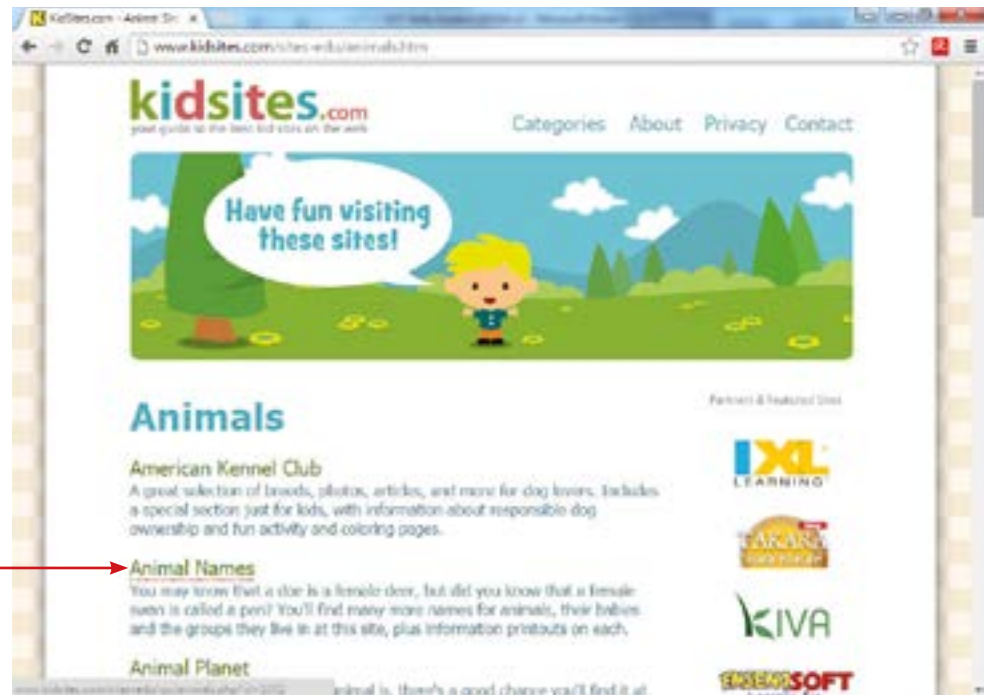 KidSites.com - Animal Sit
www.kidsites.com/sites-edu/animals.htm
kidsites.com
your guide to the best kid sites on the web
Categories About Privacy Contact
Have fun visiting
these sites!
Animals
Partners & Featured Sites
American Kennel Club
A great selection of breeds, photos, articles, and more for dog lovers. Includes
a special section just for kids, with information about responsible dog
ownership and fun activity and coloring pages.
Animal Names
You may know that a doe is a female deer, but did you know that a female
swan is called a pen? You'll find many more names for animals, their babies
and the groups they live in at this site, plus information printouts on each.
Animal Planet
animal is, there's a good chance you'll find it at
IXL
LEARNING
TAKARA
KIVA
SOFT